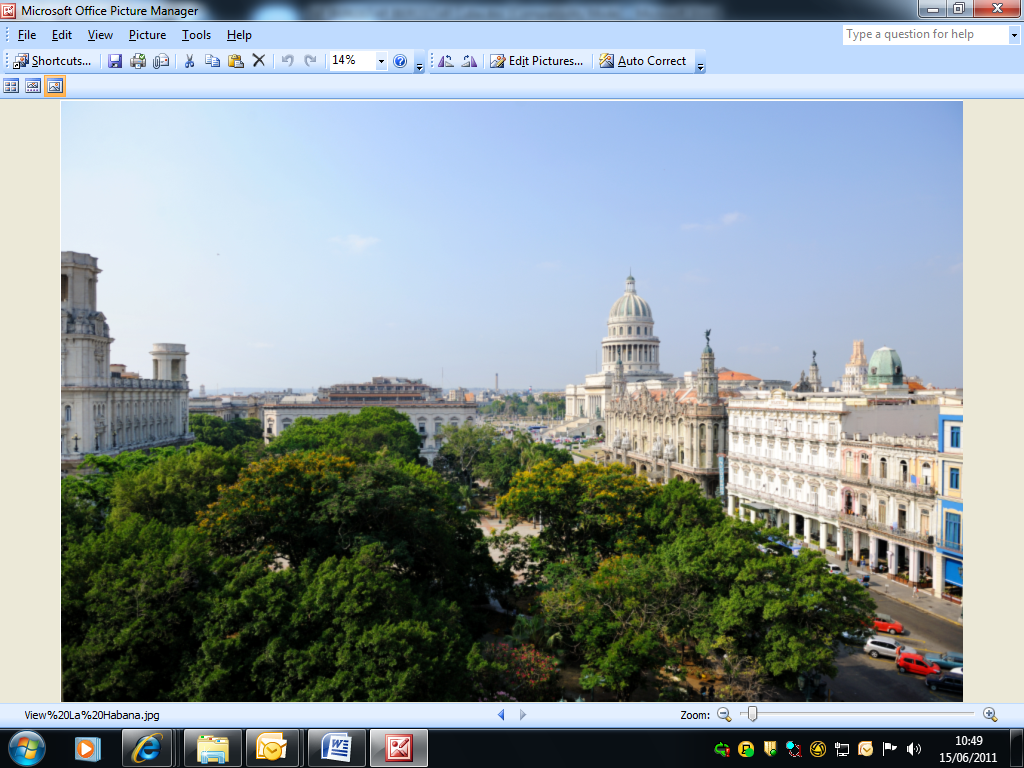 Microsoft Office Picture Manager
File Edit View Picture Tools Help
Type a question for help
Shortcuts... 14% Edit Pictures... Auto Correct
View%20La%20Habana.jpg
Zoom:
10:49
15/06/2011